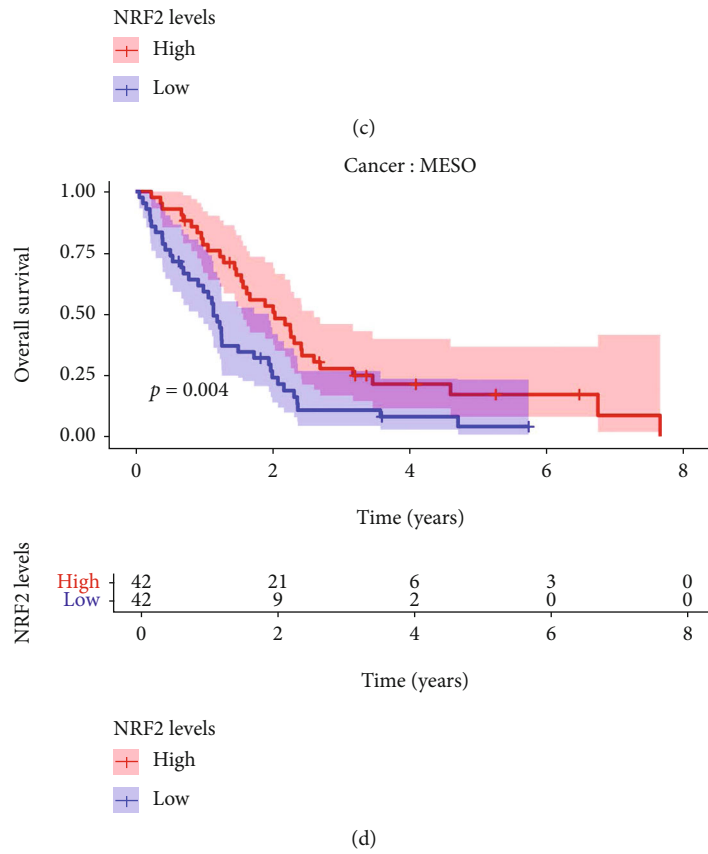 NRF2 levels
High
Low
(c)
Cancer : MESO
Overall survival
1.00
0.75
0.50
0.25
0.00
p = 0.004
0 2 4 6 8
Time (years)
NRF2 levels
High 42 21 6 3 0
Low 42 9 2 0 0
0 2 4 6 8
Time (years)
NRF2 levels
High
Low
(d)